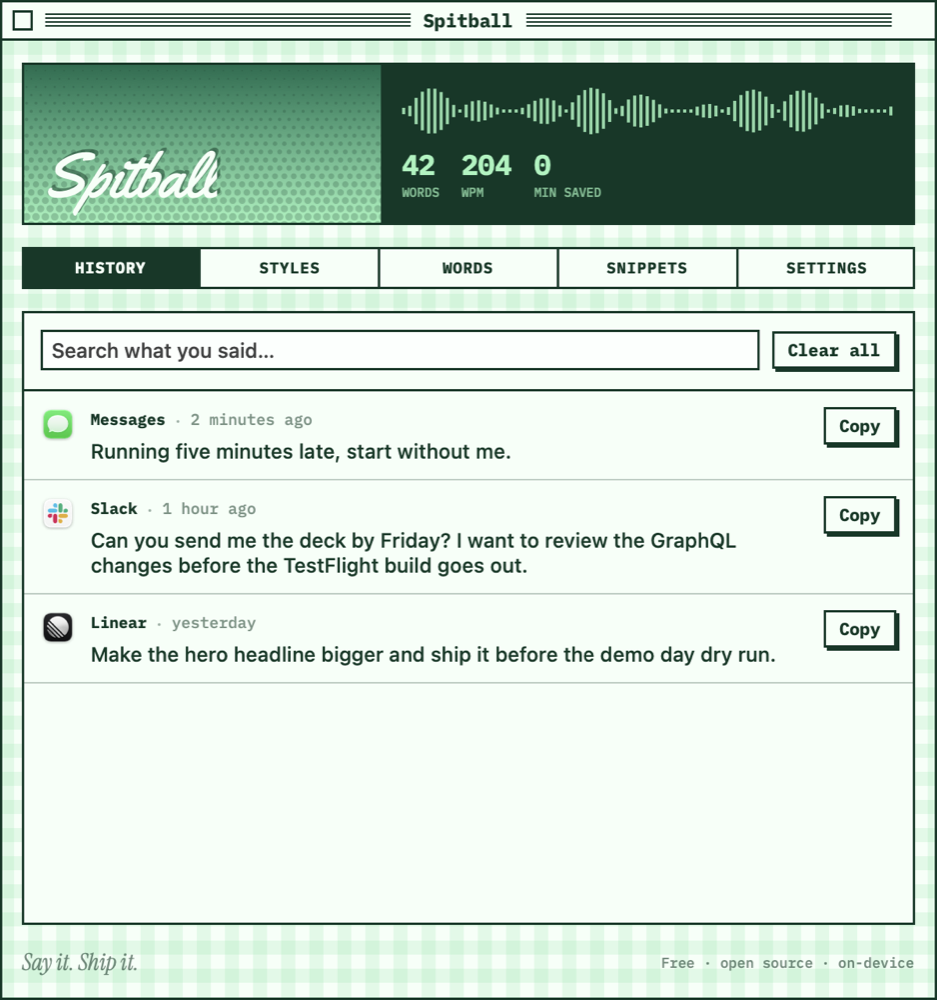 Spitball
Spitball
42 204 0
WORDS WPM MIN SAVED
HISTORY STYLES WORDS SNIPPETS SETTINGS
Search what you said...
Clear all
Messages · 2 minutes ago
Running five minutes late, start without me.
Copy
Slack · 1 hour ago
Can you send me the deck by Friday? I want to review the GraphQL
changes before the TestFlight build goes out.
Copy
Linear · yesterday
Make the hero headline bigger and ship it before the demo day dry run.
Copy
Say it. Ship it.
Free · open source · on-device